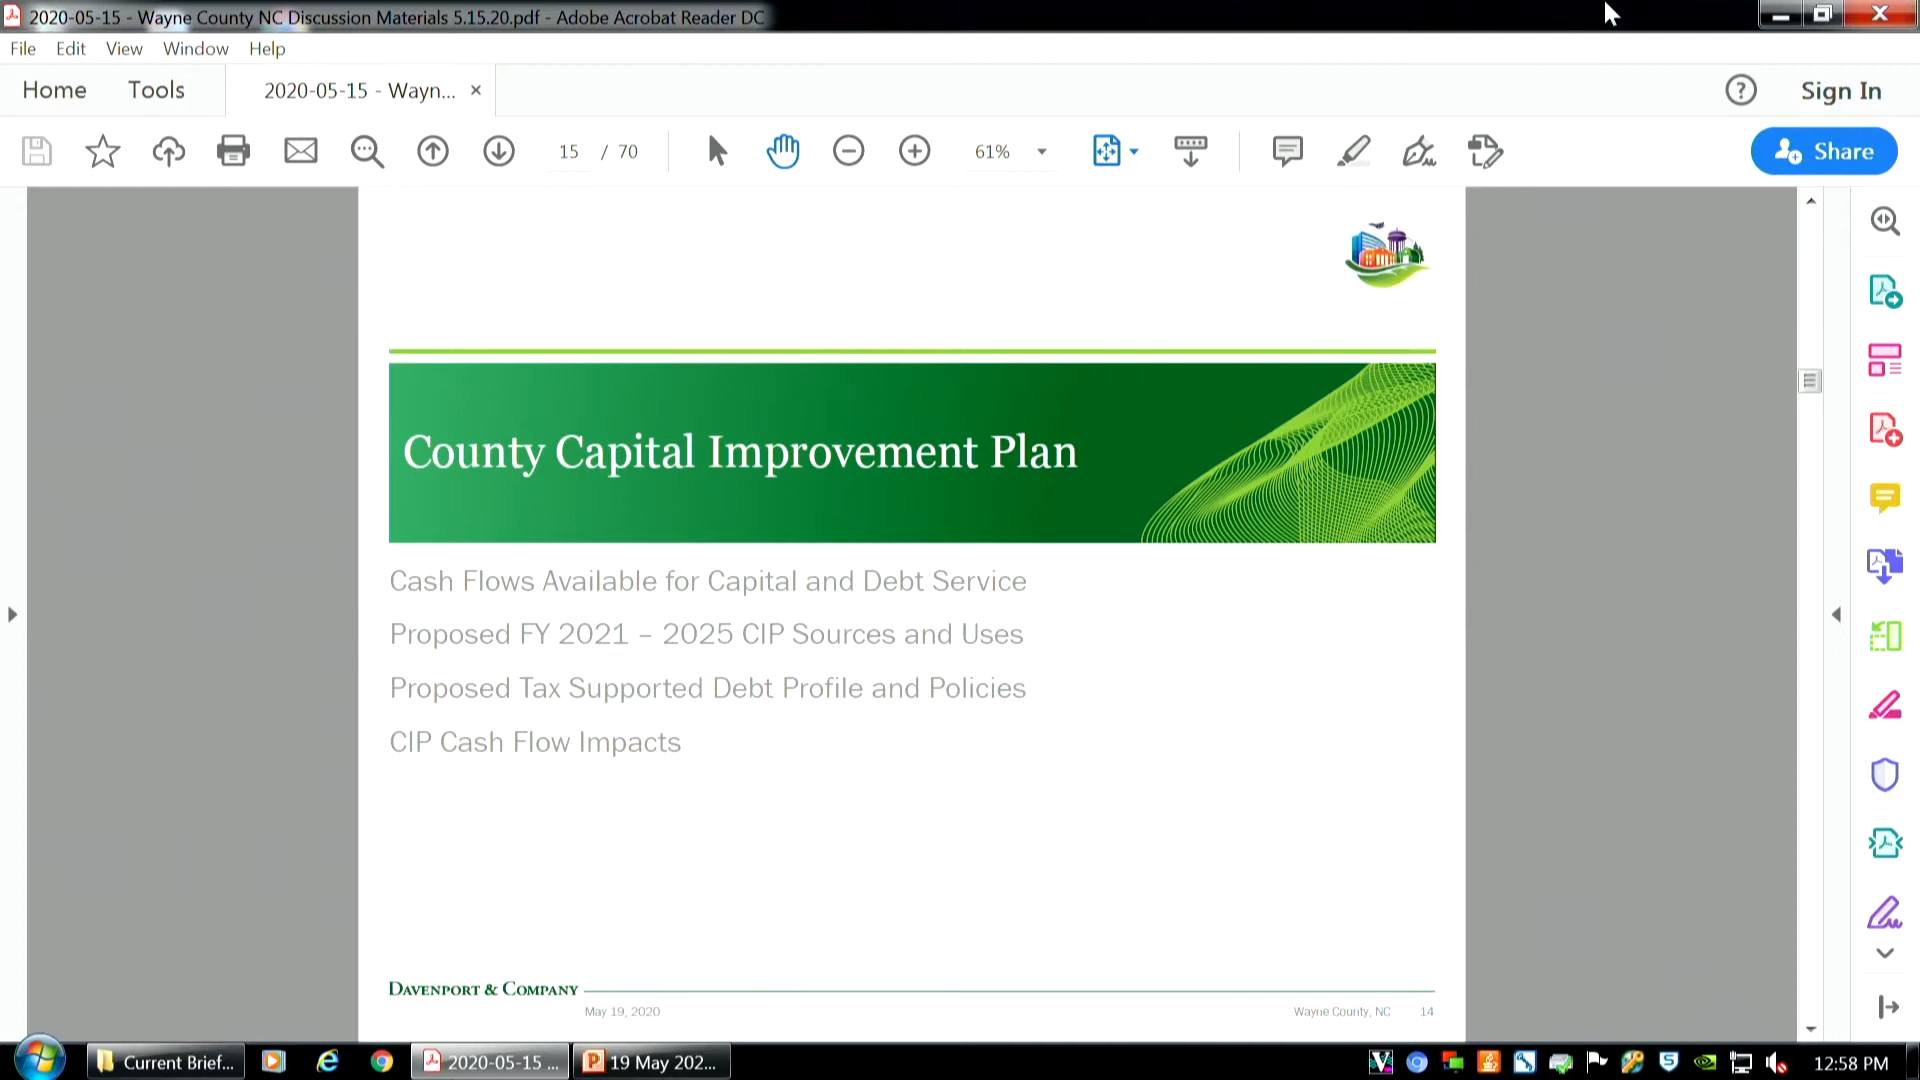 2020-05-15 - Wayne County NC Discussion Materials 5.15.20.pdf - Adobe Acrobat Reader DC
File Edit View Window Help
Home Tools 2020-05-15 - Wayn... × ? Sign In
15 / 70 61% Share
County Capital Improvement Plan
Cash Flows Available for Capital and Debt Service
Proposed FY 2021 – 2025 CIP Sources and Uses
Proposed Tax Supported Debt Profile and Policies
CIP Cash Flow Impacts
DAVENPORT & COMPANY
May 19, 2020 Wayne County, NC 14
Current Brief... 2020-05-15 ... 19 May 202... 12:58 PM